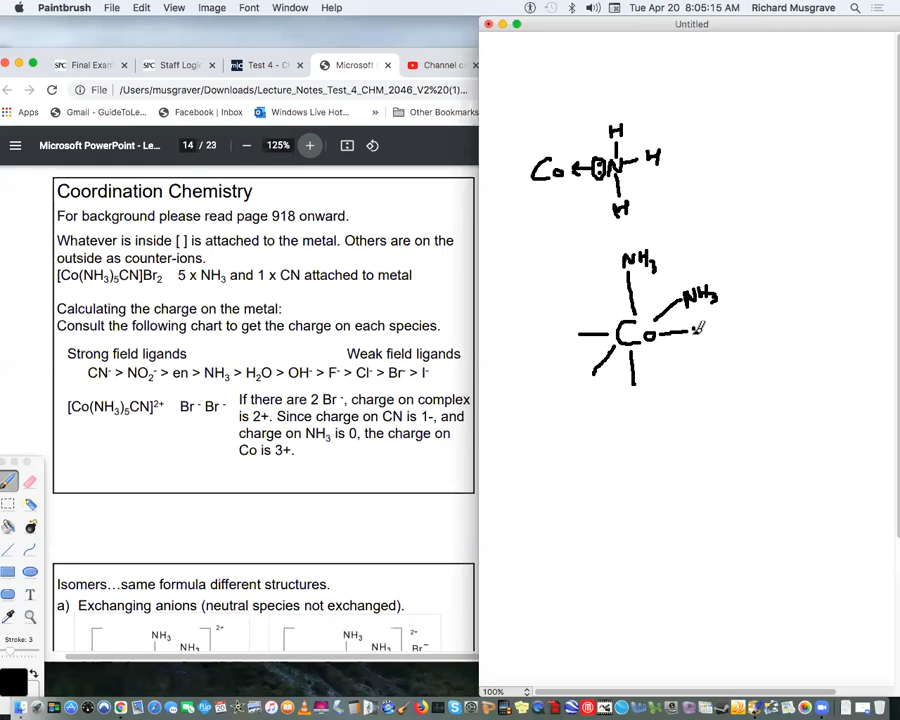 Paintbrush File Edit View Image Font Window Help
Tue Apr 20 8:05:15 AM Richard Musgrave
Untitled
SPC Final Exam
SPC Staff Logi
Test 4 - C
Microsoft
Channel c
File /Users/musgraver/Downloads/Lecture_Notes_Test_4_CHM_2046_V2%20(1)...
Apps Gmail - GuideToLe... Facebook | Inbox Windows Hot Live... Other Bookmarks
Microsoft PowerPoint - Le... 14 / 23 125%
Coordination Chemistry
For background please read page 918 onward.
Whatever is inside [ ] is attached to the metal. Others are on the
outside as counter-ions.
[Co(NH₃)₅CN]Br₂ 5 x NH₃ and 1 x CN attached to metal
Calculating the charge on the metal:
Consult the following chart to get the charge on each species.
Strong field ligands Weak field ligands
CN⁻ > NO₂⁻ > en > NH₃ > H₂O > OH⁻ > F⁻ > Cl⁻ > Br⁻ > I⁻
[Co(NH₃)₅CN]²⁺ Br⁻ Br⁻
If there are 2 Br⁻, charge on complex
is 2+. Since charge on CN is 1-, and
charge on NH₃ is 0, the charge on
Co is 3+.
Isomers…same formula different structures.
a) Exchanging anions (neutral species not exchanged).
NH₃ 2+
NH₃
NH₃ 2+
NH₃ Br⁻
T
Stroke: 3
H
Co N H
H
NH₃
NH₃
Co
100%